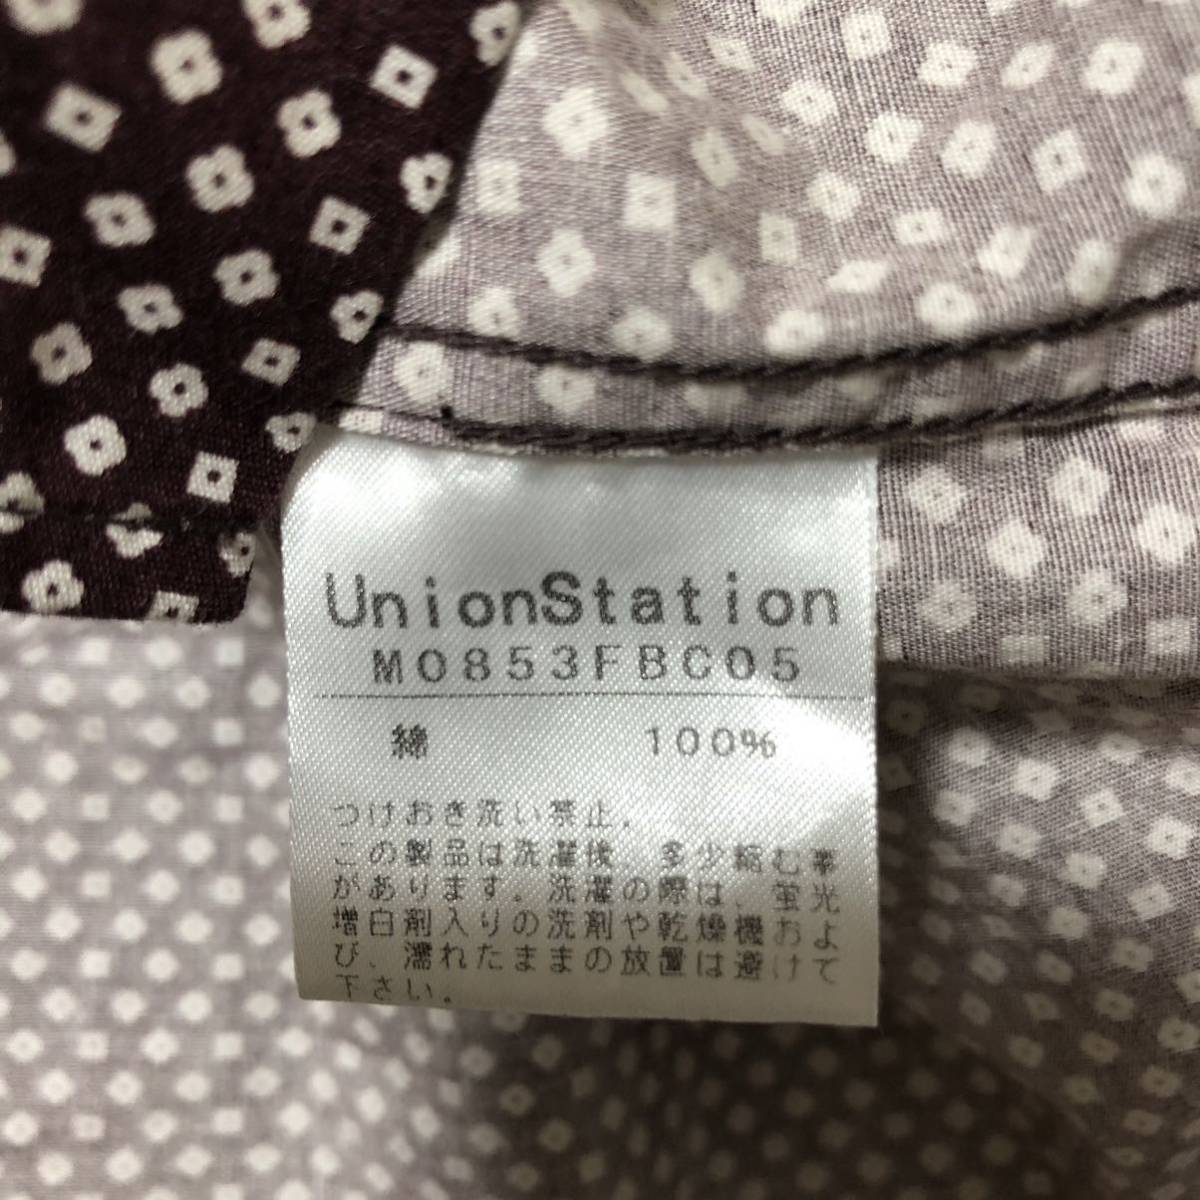 UnionStation
M0853FBC05
綿 100%
つけおき洗い禁止.
この製品は洗濯後、多少縮む事
があります。洗濯の際は、蛍光
増白剤入りの洗剤や乾燥機およ
び、濡れたままの放置は避けて
下さい。